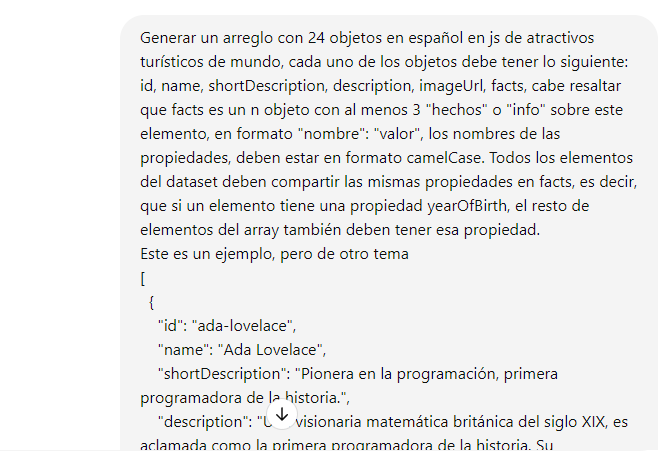 Generar un arreglo con 24 objetos en español en js de atractivos
turísticos de mundo, cada uno de los objetos debe tener lo siguiente:
id, name, shortDescription, description, imageUrl, facts, cabe resaltar
que facts es un n objeto con al menos 3 "hechos" o "info" sobre este
elemento, en formato "nombre": "valor", los nombres de las
propiedades, deben estar en formato camelCase. Todos los elementos
del dataset deben compartir las mismas propiedades en facts, es decir,
que si un elemento tiene una propiedad yearOfBirth, el resto de
elementos del array también deben tener esa propiedad.
Este es un ejemplo, pero de otro tema
[
{
"id": "ada-lovelace",
"name": "Ada Lovelace",
"shortDescription": "Pionera en la programación, primera
programadora de la historia.",
"description": visionaria matemática británica del siglo XIX, es
aclamada como la primera programadora de la historia. Su